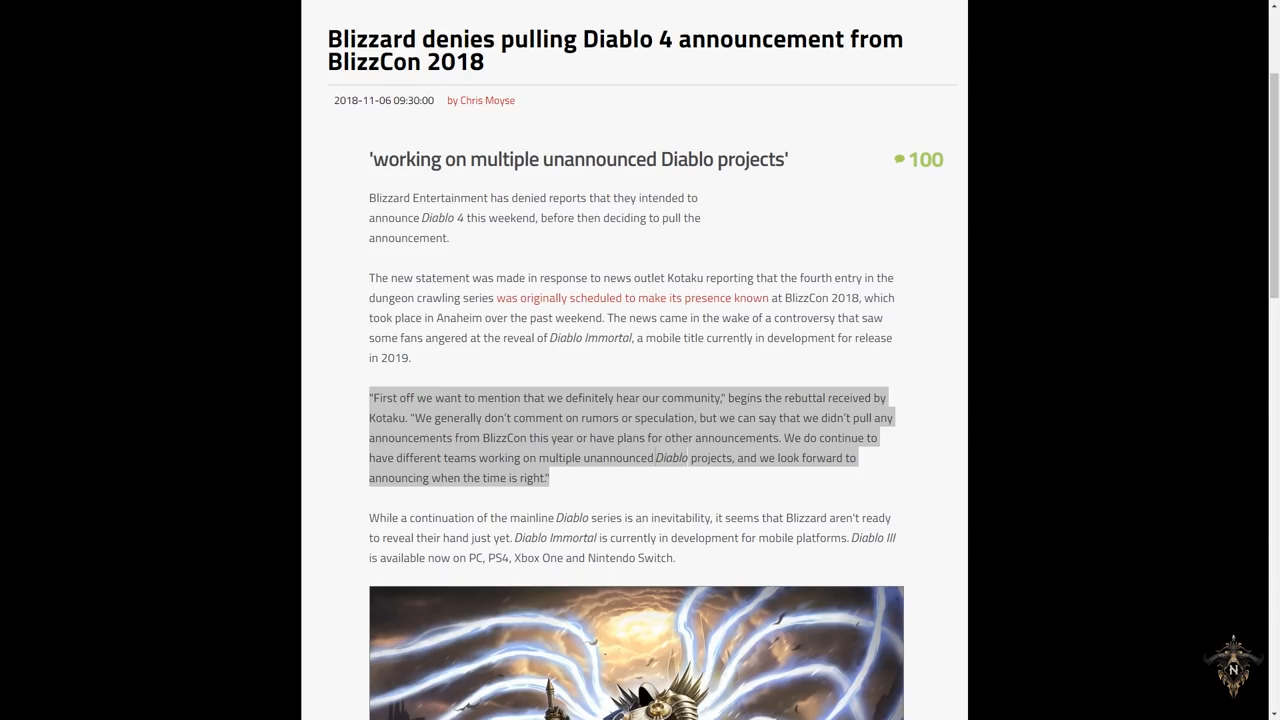 Blizzard denies pulling Diablo 4 announcement from
BlizzCon 2018
2018-11-06 09:30:00 by Chris Moyse
'working on multiple unannounced Diablo projects'
100
Blizzard Entertainment has denied reports that they intended to
announce Diablo 4 this weekend, before then deciding to pull the
announcement.
The new statement was made in response to news outlet Kotaku reporting that the fourth entry in the
dungeon crawling series was originally scheduled to make its presence known at BlizzCon 2018, which
took place in Anaheim over the past weekend. The news came in the wake of a controversy that saw
some fans angered at the reveal of Diablo Immortal, a mobile title currently in development for release
in 2019.
"First off we want to mention that we definitely hear our community," begins the rebuttal received by
Kotaku. "We generally don’t comment on rumors or speculation, but we can say that we didn’t pull any
announcements from BlizzCon this year or have plans for other announcements. We do continue to
have different teams working on multiple unannounced Diablo projects, and we look forward to
announcing when the time is right."
While a continuation of the mainline Diablo series is an inevitability, it seems that Blizzard aren't ready
to reveal their hand just yet. Diablo Immortal is currently in development for mobile platforms. Diablo III
is available now on PC, PS4, Xbox One and Nintendo Switch.
N